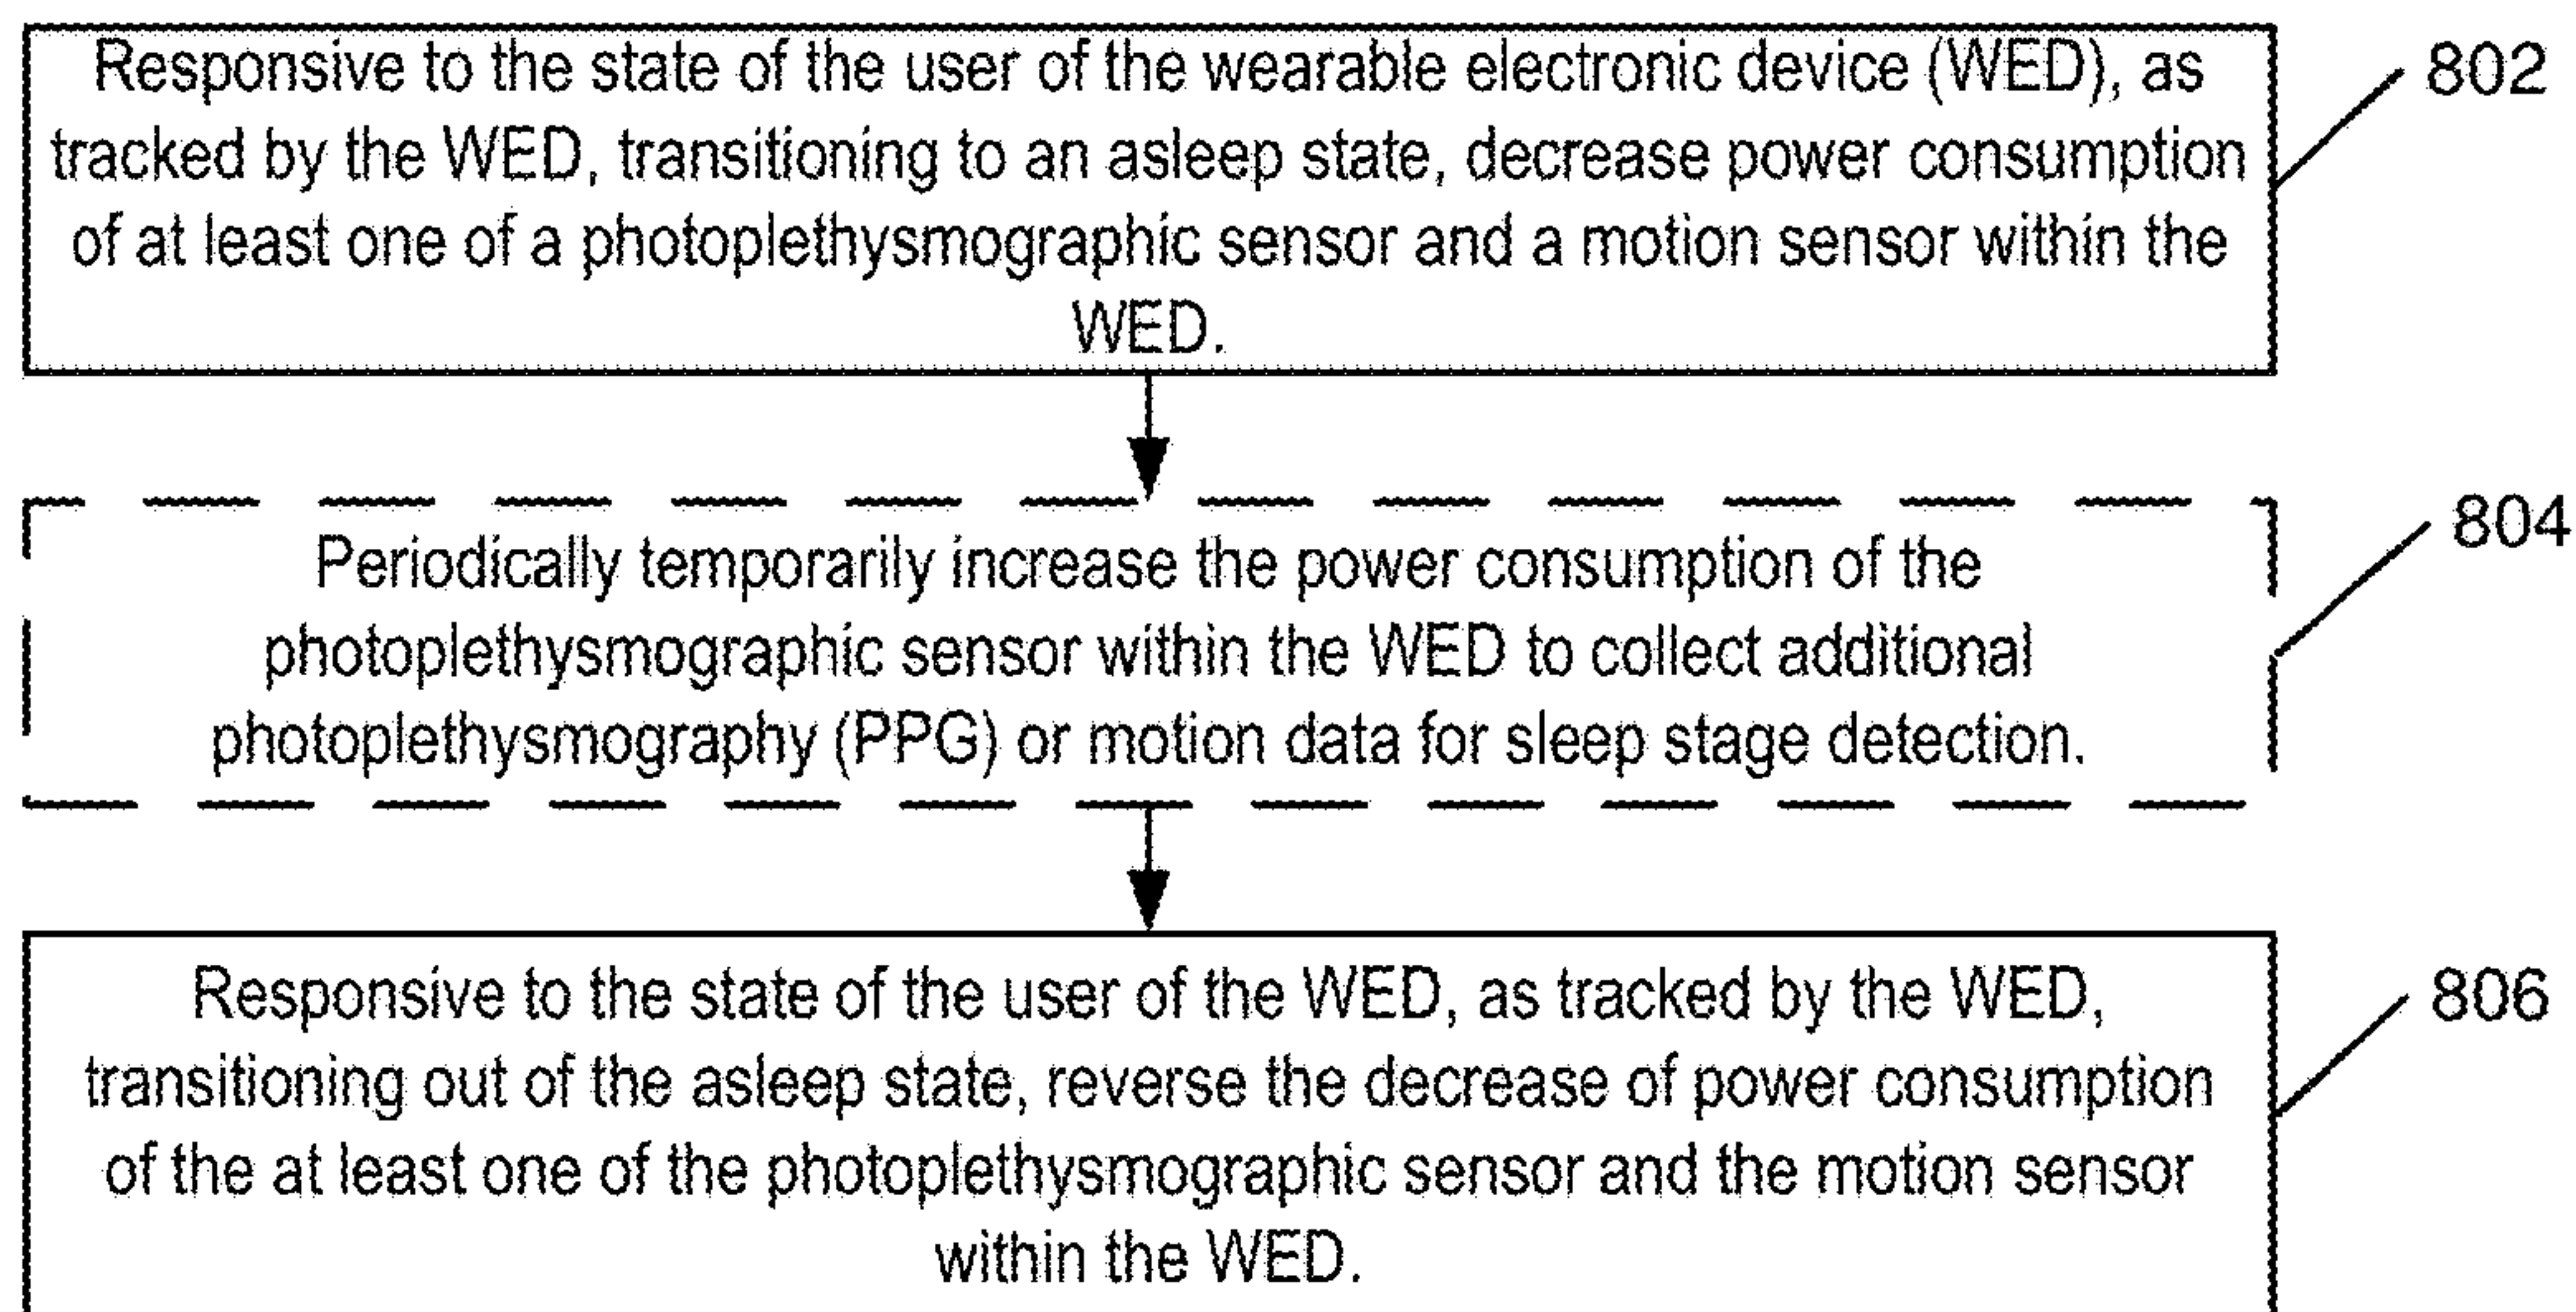 Responsive to the state of the user of the wearable electronic device (WED), as
tracked by the WED, transitioning to an asleep state, decrease power consumption
of at least one of a photoplethysmographic sensor and a motion sensor within the
WED.
802
Periodically temporarily increase the power consumption of the
photoplethysmographic sensor within the WED to collect additional
photoplethysmography (PPG) or motion data for sleep stage detection.
804
Responsive to the state of the user of the WED, as tracked by the WED,
transitioning out of the asleep state, reverse the decrease of power consumption
of the at least one of the photoplethysmographic sensor and the motion sensor
within the WED.
806